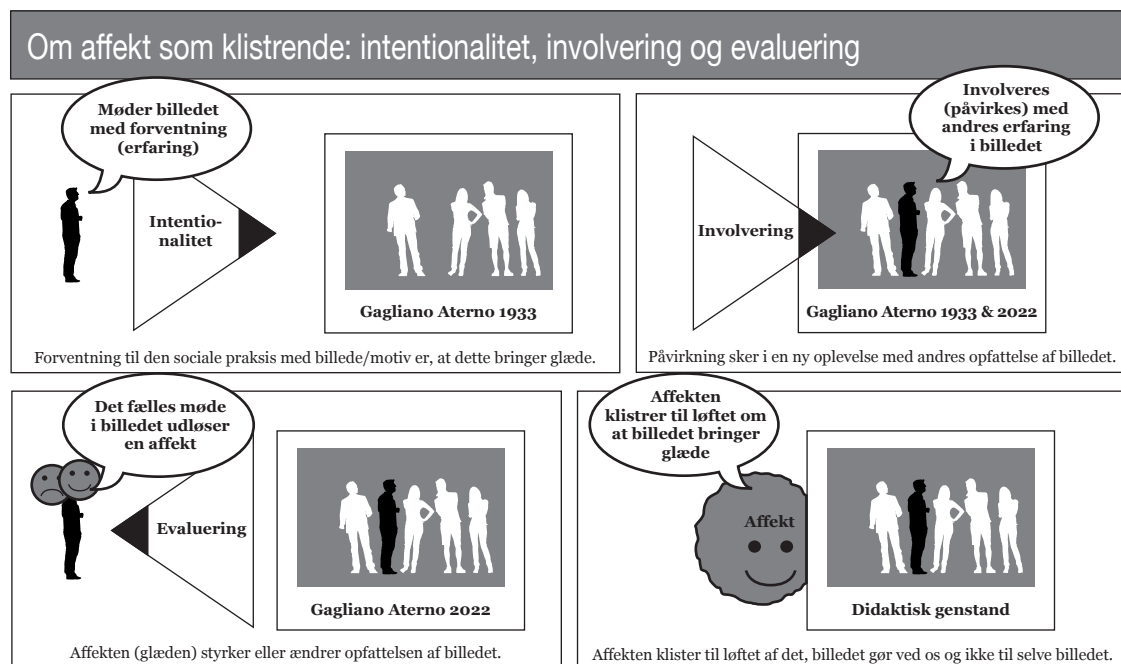 Om affekt som klistrende: intentionalitet, involvering og evaluering
Møder billedet
med forventning
(erfaring)
Intentio-
nalitet
Gagliano Aterno 1933
Forventning til den sociale praksis med billede/motiv er, at dette bringer glæde.
Involveres
(påvirkes) med
andres erfaring
i billedet
Involvering
Gagliano Aterno 1933 & 2022
Påvirkning sker i en ny oplevelse med andres opfattelse af billedet.
Det fælles møde
i billedet udløser
en affekt
Evaluering
Gagliano Aterno 2022
Affekten (glæden) styrker eller ændrer opfattelsen af billedet.
Affekten
klistrer til løftet om
at billedet bringer
glæde
Affekt
Didaktisk genstand
Affekten klister til løftet af det, billedet gør ved os og ikke til selve billedet.